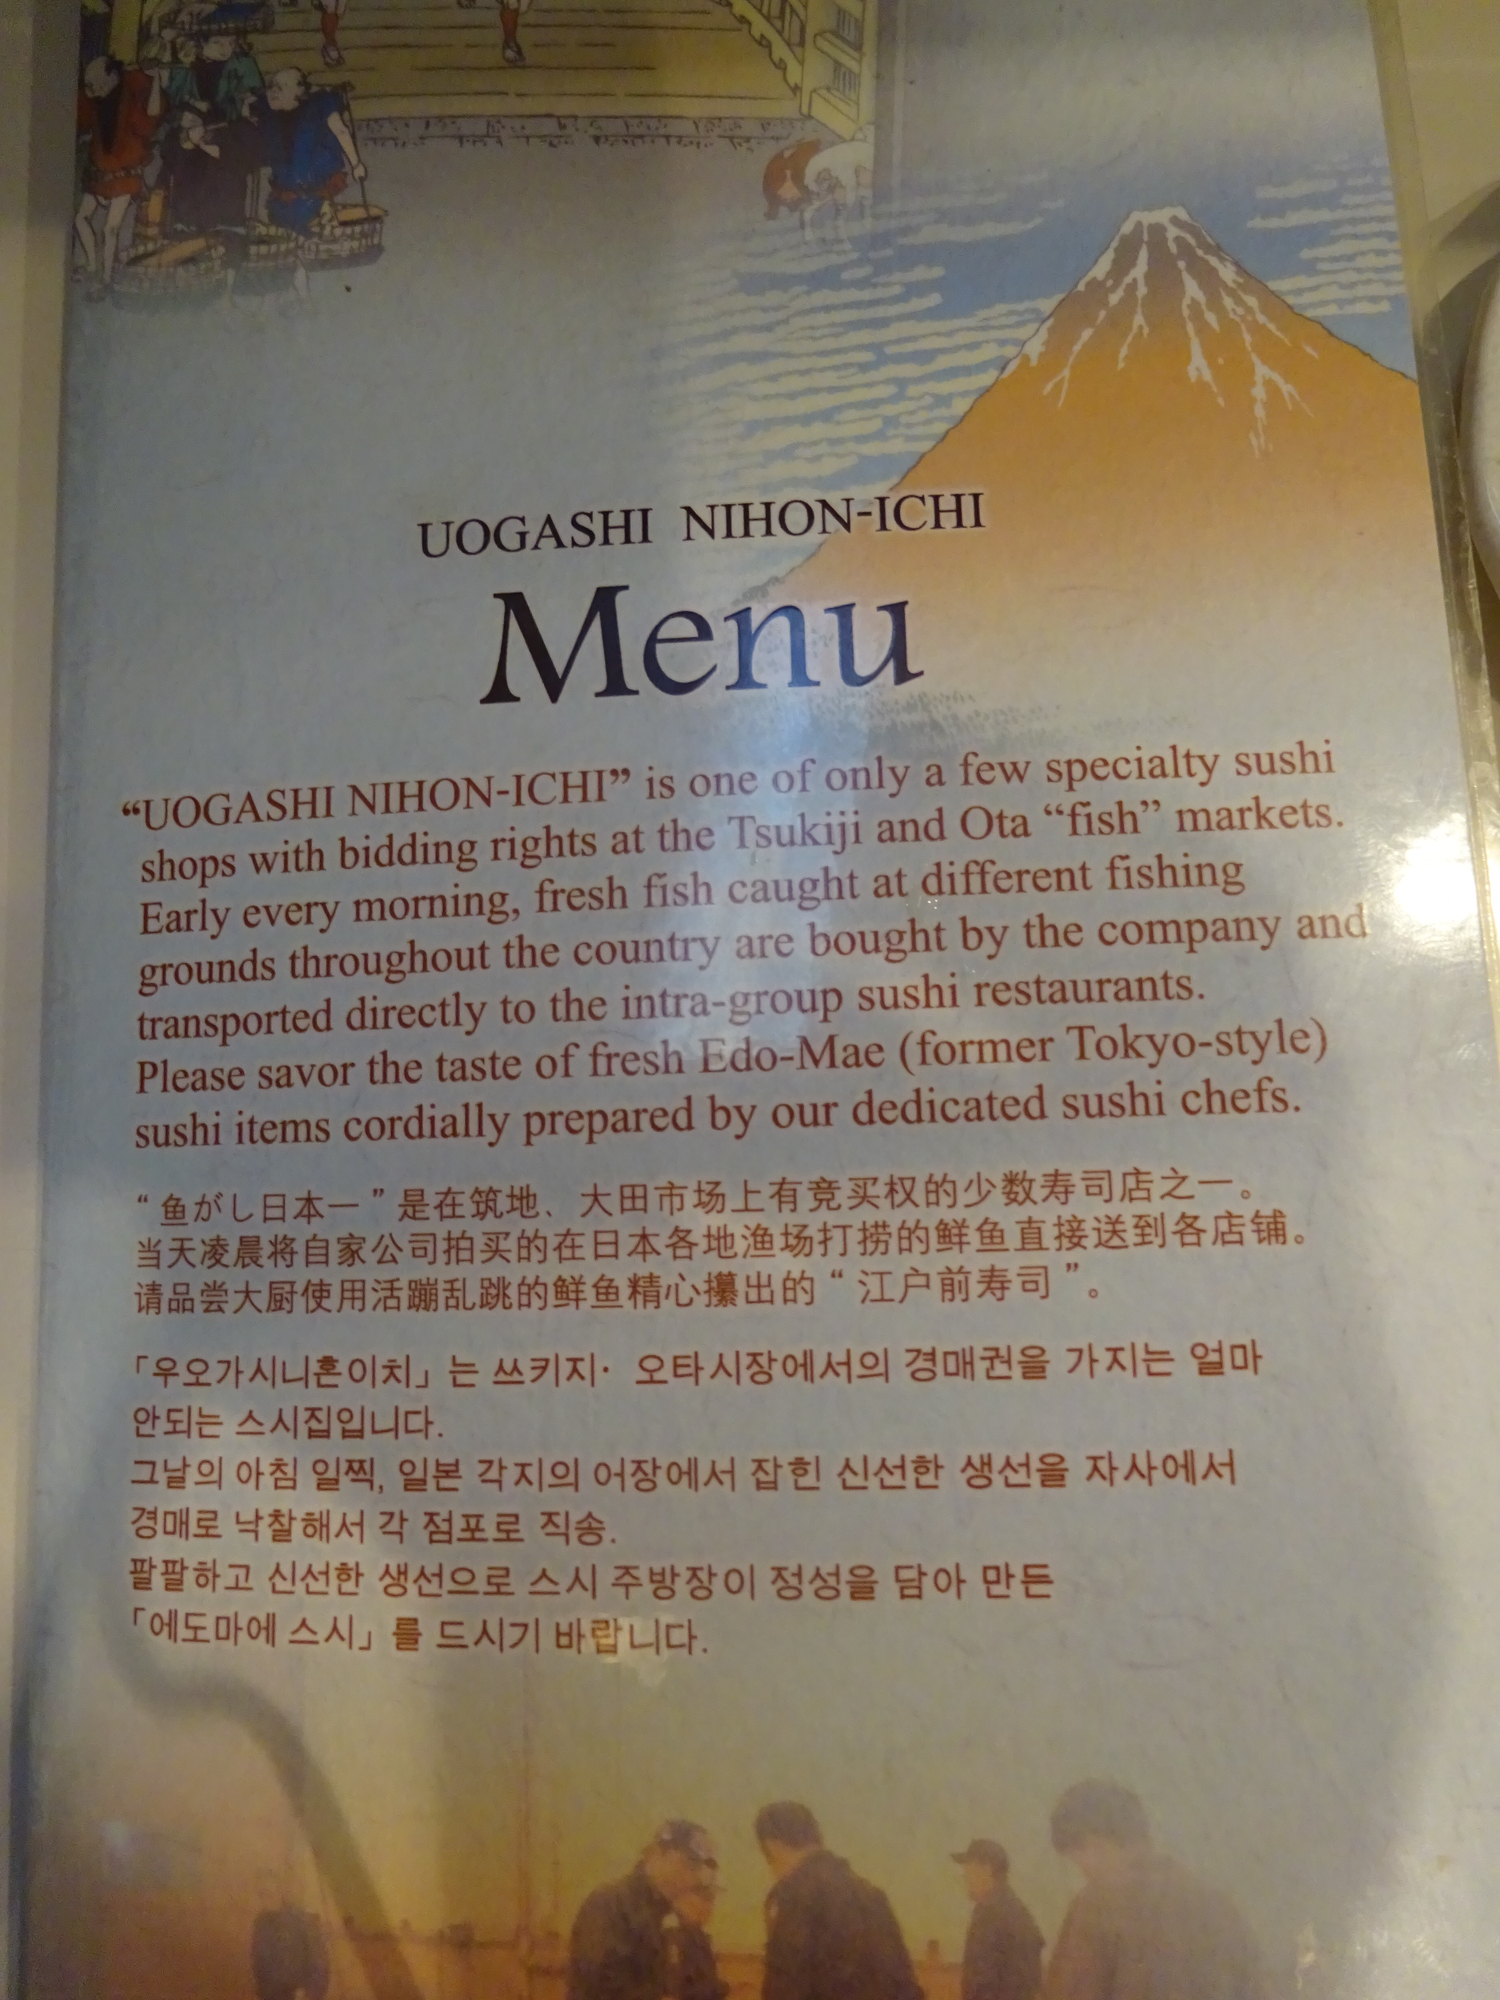 UOGASHI NIHON-ICHI
Menu
“UOGASHI NIHON-ICHI” is one of only a few specialty sushi
shops with bidding rights at the Tsukiji and Ota “fish” markets.
Early every morning, fresh fish caught at different fishing
grounds throughout the country are bought by the company and
transported directly to the intra-group sushi restaurants.
Please savor the taste of fresh Edo-Mae (former Tokyo-style)
sushi items cordially prepared by our dedicated sushi chefs.
“鱼がし日本一”是在筑地、大田市场上有竞买权的少数寿司店之一。
当天凌晨将自家公司拍买的在日本各地渔场打捞的鲜鱼直接送到各店铺。
请品尝大厨使用活蹦乱跳的鲜鱼精心攥出的“江户前寿司”。
「우오가시니혼이치」는 쓰키지· 오타시장에서의 경매권을 가지는 얼마
안되는 스시집입니다.
그날의 아침 일찍, 일본 각지의 어장에서 잡힌 신선한 생선을 자사에서
경매로 낙찰해서 각 점포로 직송.
팔팔하고 신선한 생선으로 스시 주방장이 정성을 담아 만든
「에도마에 스시」를 드시기 바랍니다.